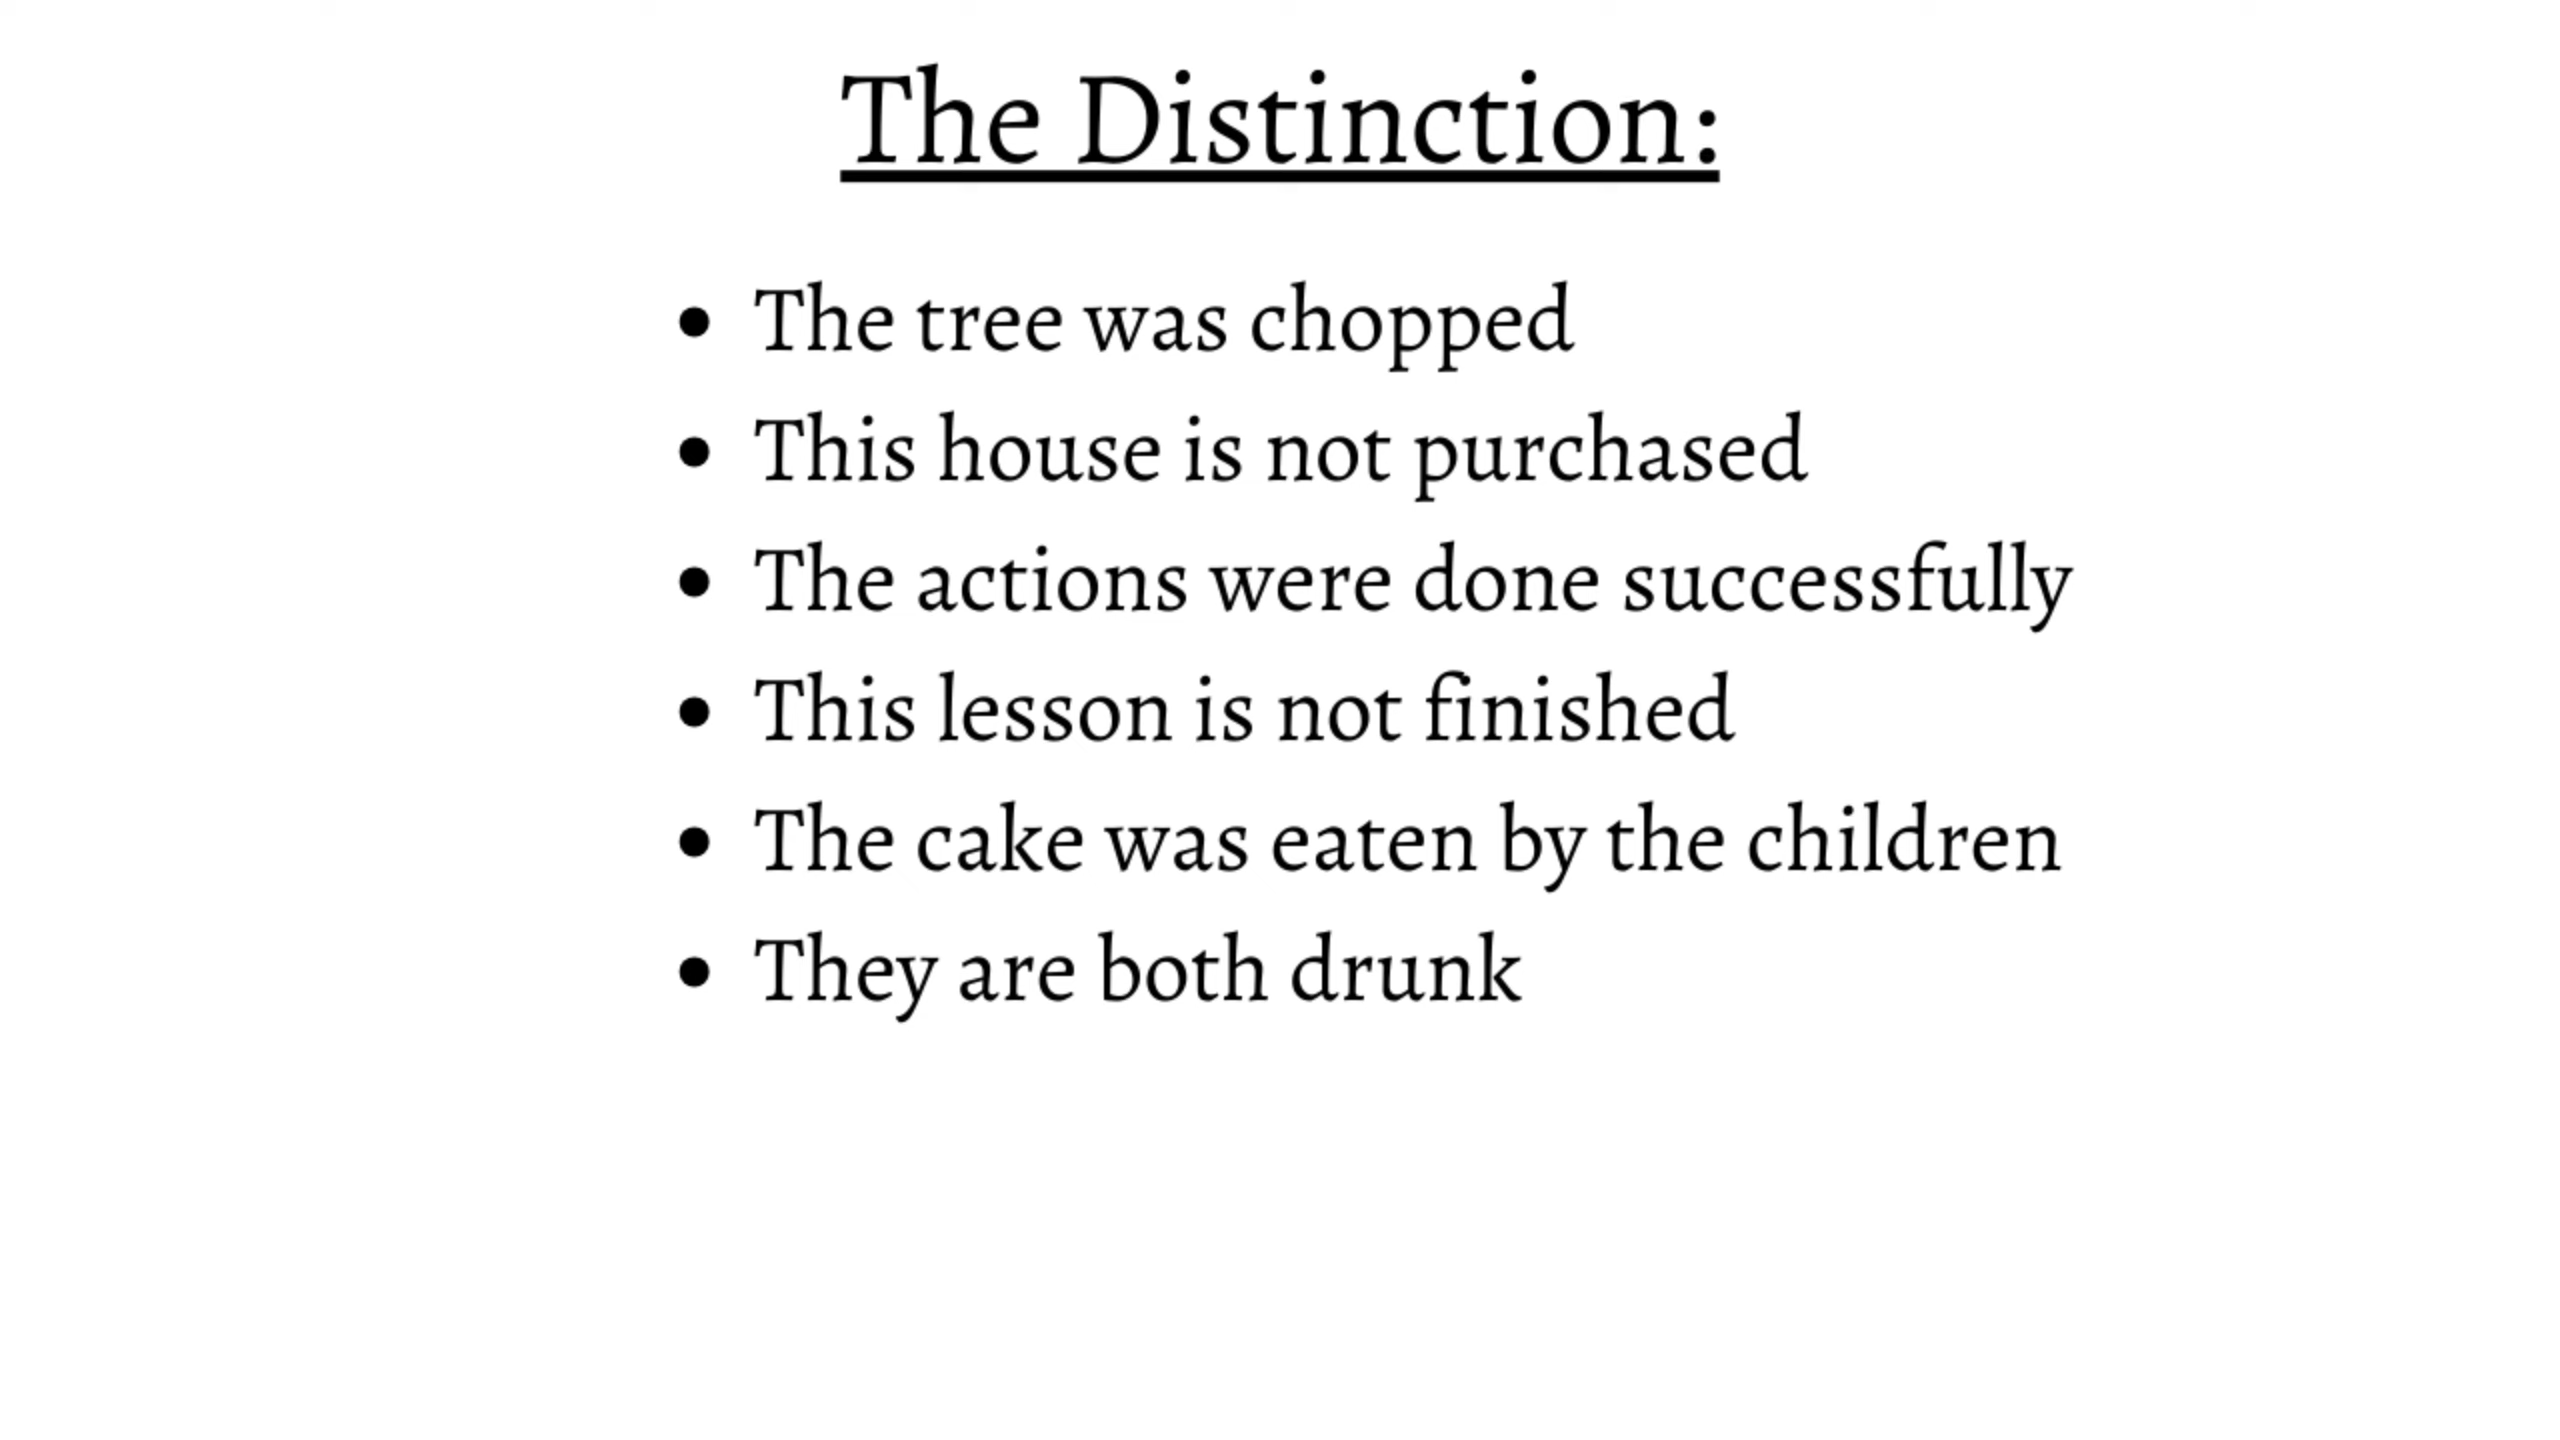 The Distinction:
• The tree was chopped
• This house is not purchased
• The actions were done successfully
• This lesson is not finished
• The cake was eaten by the children
• They are both drunk